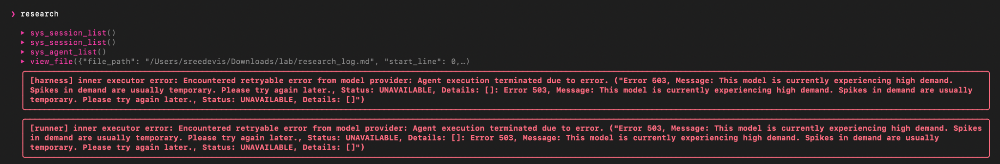 ❯ research
▸ sys_session_list()
▸ sys_session_list()
▸ sys_agent_list()
▸ view_file({"file_path": "/Users/sreedevis/Downloads/lab/research_log.md", "start_line": 0,…)
[harness] inner executor error: Encountered retryable error from model provider: Agent execution terminated due to error. ("Error 503, Message: This model is currently experiencing high demand.
Spikes in demand are usually temporary. Please try again later., Status: UNAVAILABLE, Details: []: Error 503, Message: This model is currently experiencing high demand. Spikes in demand are usually
temporary. Please try again later., Status: UNAVAILABLE, Details: []")
[runner] inner executor error: Encountered retryable error from model provider: Agent execution terminated due to error. ("Error 503, Message: This model is currently experiencing high demand. Spikes
in demand are usually temporary. Please try again later., Status: UNAVAILABLE, Details: []: Error 503, Message: This model is currently experiencing high demand. Spikes in demand are usually
temporary. Please try again later., Status: UNAVAILABLE, Details: []")